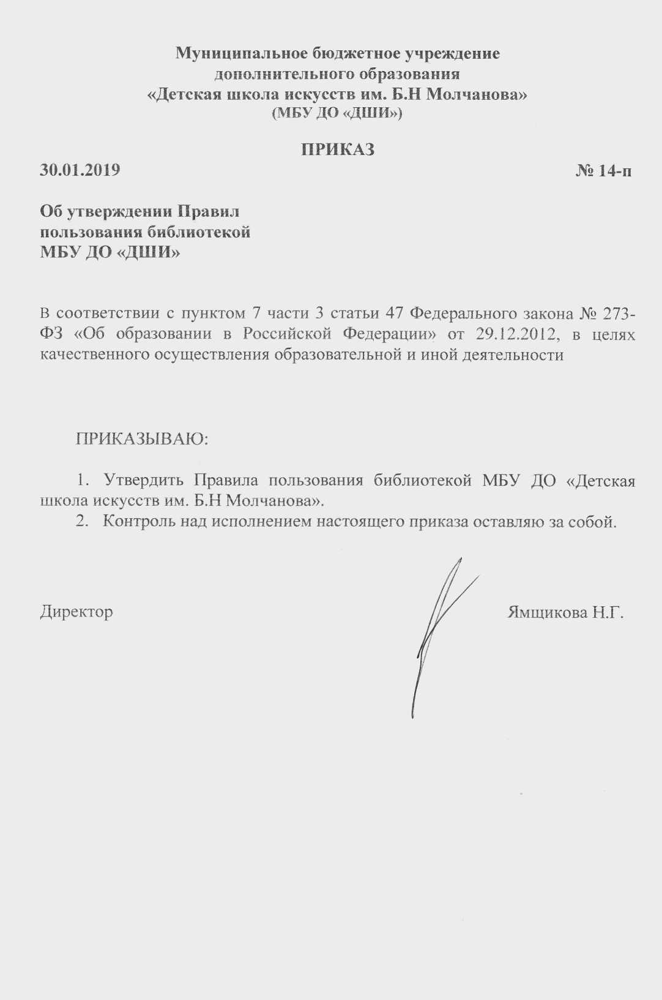 Муниципальное бюджетное учреждение
дополнительного образования
«Детская школа искусств им. Б.Н Молчанова»
(МБУ ДО «ДШИ»)
ПРИКАЗ
30.01.2019 № 14-п
Об утверждении Правил
пользования библиотекой
МБУ ДО «ДШИ»
В соответствии с пунктом 7 части 3 статьи 47 Федерального закона № 273-
ФЗ «Об образовании в Российской Федерации» от 29.12.2012, в целях
качественного осуществления образовательной и иной деятельности
ПРИКАЗЫВАЮ:
1. Утвердить Правила пользования библиотекой МБУ ДО «Детская
школа искусств им. Б.Н Молчанова».
2. Контроль над исполнением настоящего приказа оставляю за собой.
Директор Ямщикова Н.Г.